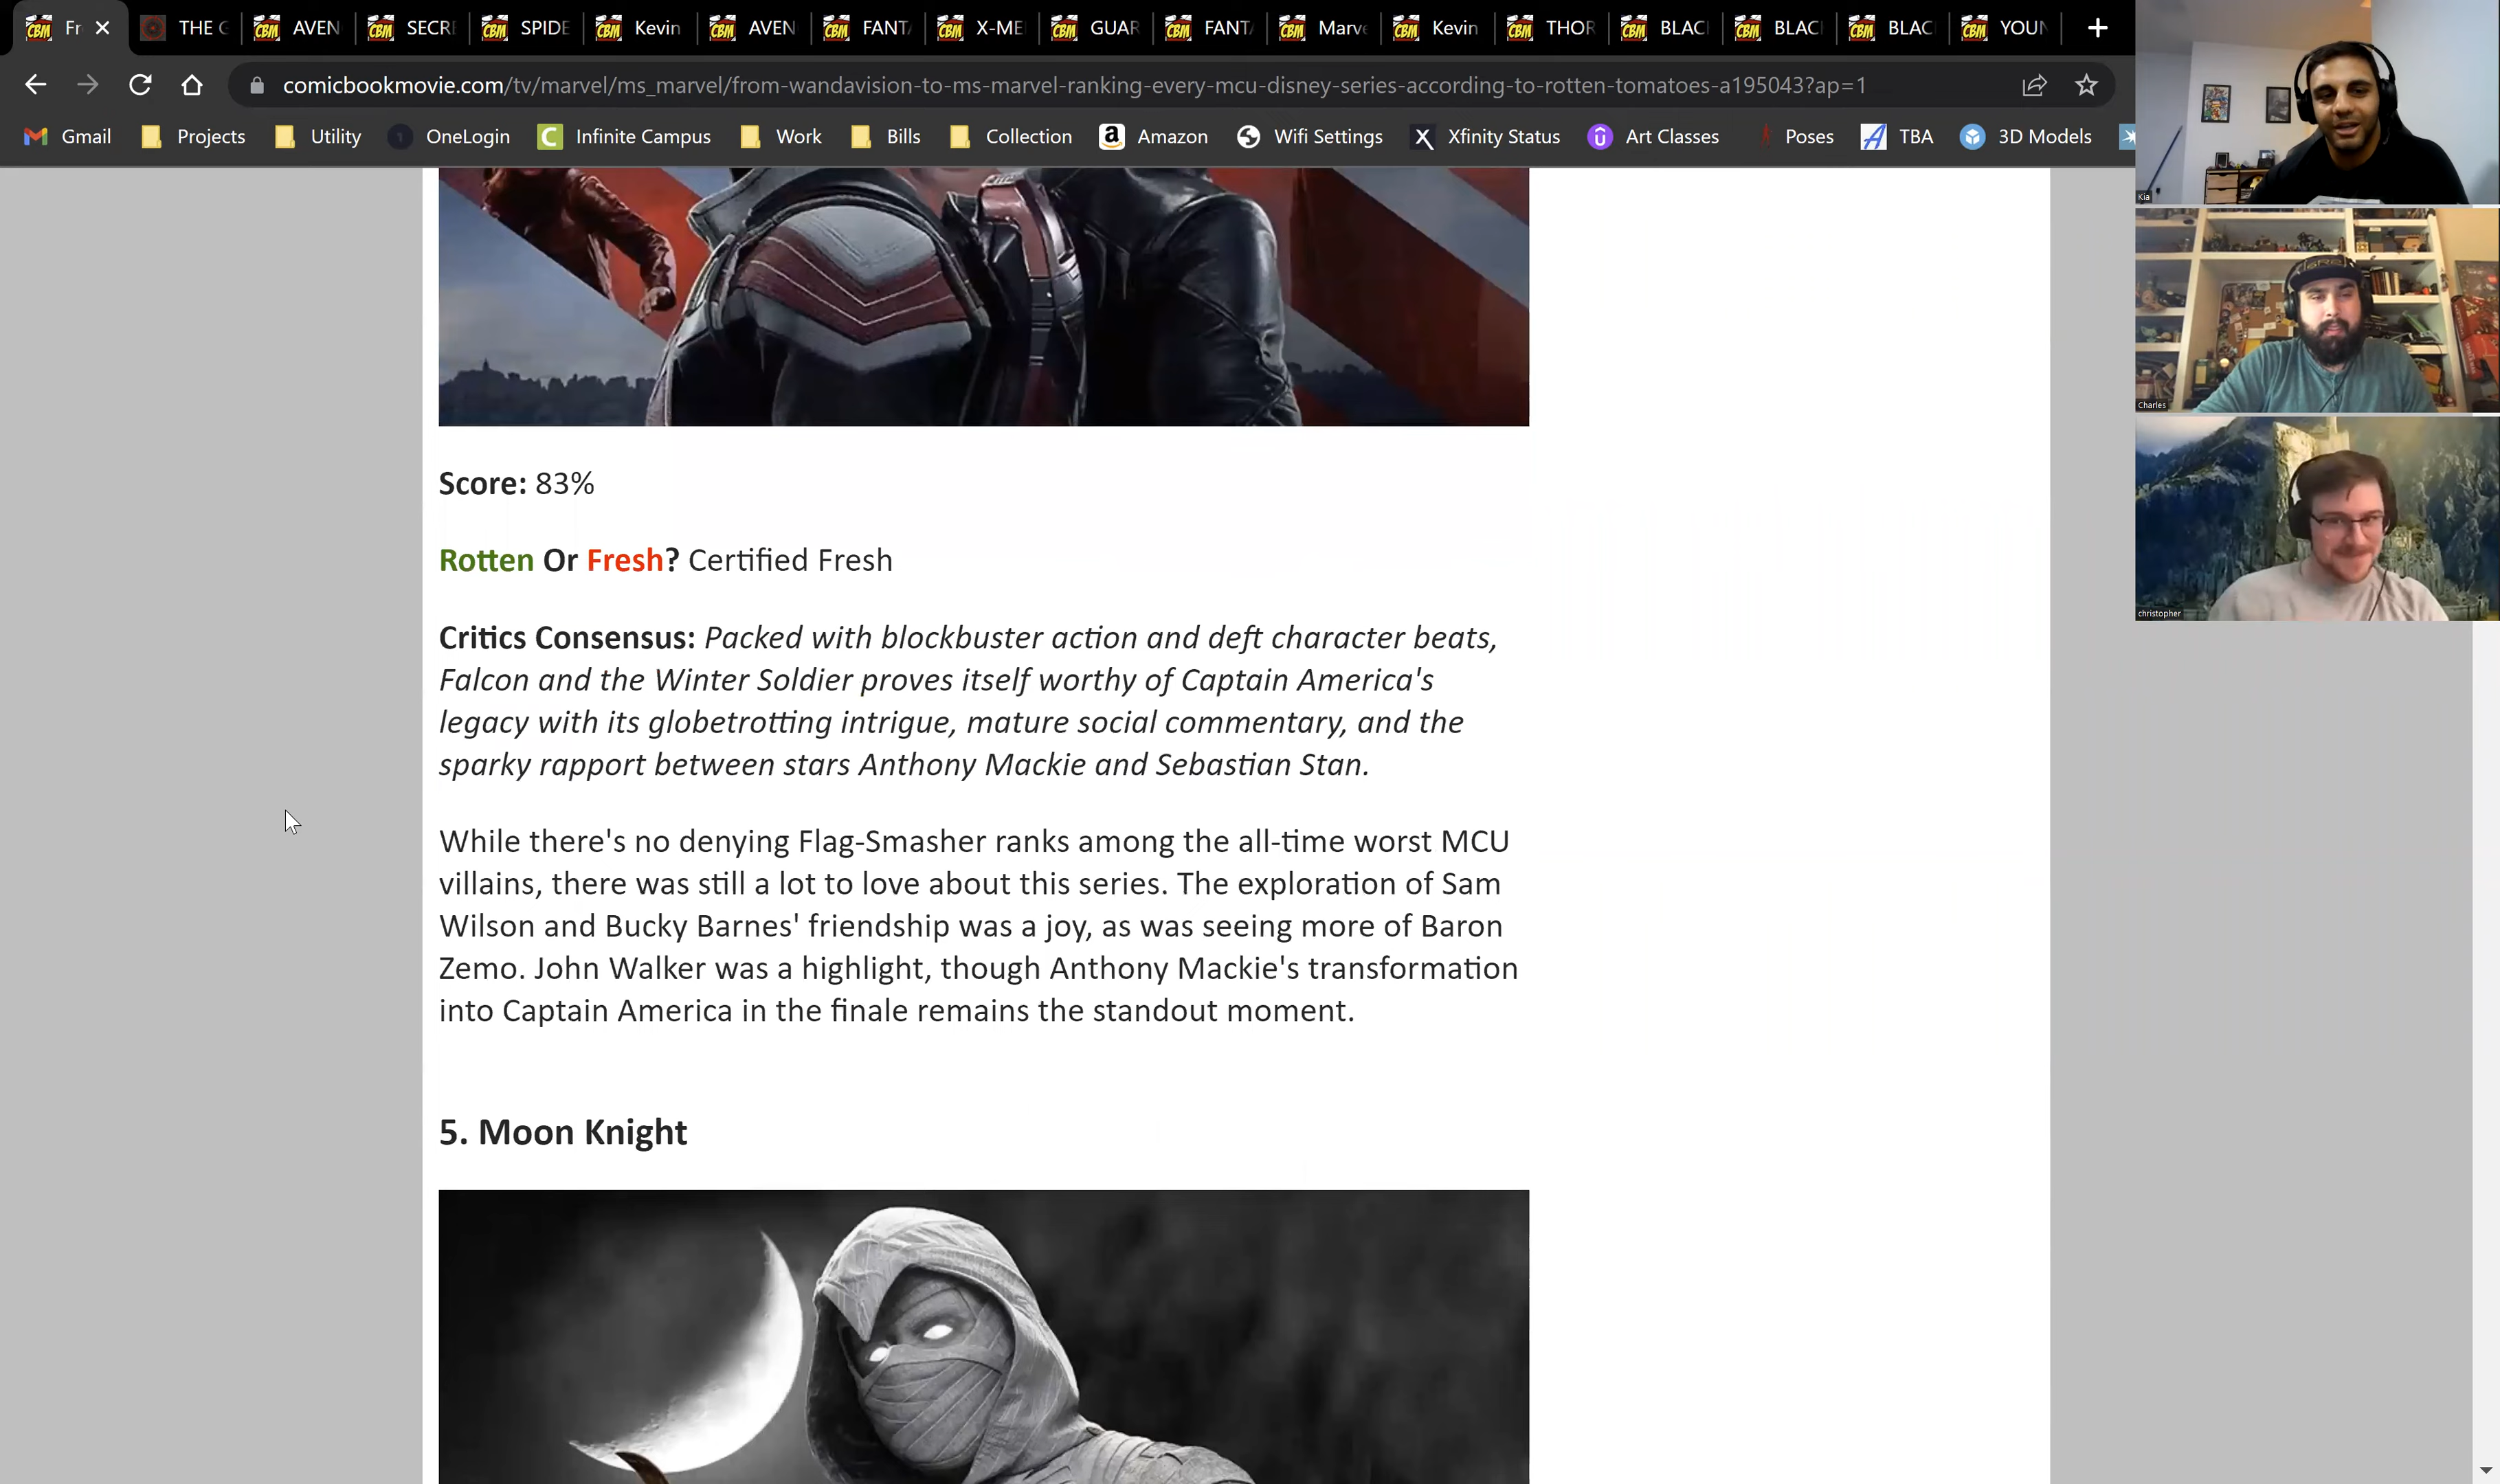 Fr
THE G
AVEN
SECRE
SPIDE
Kevin
AVEN
FANTA
X-ME
GUAR
FANTA
Marve
Kevin
THOR
BLAC
BLAC
BLAC
YOUN
comicbookmovie.com/tv/marvel/ms_marvel/from-wandavision-to-ms-marvel-ranking-every-mcu-disney-series-according-to-rotten-tomatoes-a195043?ap=1
Gmail
Projects
Utility
OneLogin
Infinite Campus
Work
Bills
Collection
Amazon
Wifi Settings
Xfinity Status
Art Classes
Poses
TBA
3D Models
Kia
Charles
christopher
Score: 83%
Rotten Or Fresh? Certified Fresh
Critics Consensus: Packed with blockbuster action and deft character beats,
Falcon and the Winter Soldier proves itself worthy of Captain America's
legacy with its globetrotting intrigue, mature social commentary, and the
sparky rapport between stars Anthony Mackie and Sebastian Stan.
While there's no denying Flag-Smasher ranks among the all-time worst MCU
villains, there was still a lot to love about this series. The exploration of Sam
Wilson and Bucky Barnes' friendship was a joy, as was seeing more of Baron
Zemo. John Walker was a highlight, though Anthony Mackie's transformation
into Captain America in the finale remains the standout moment.
5. Moon Knight